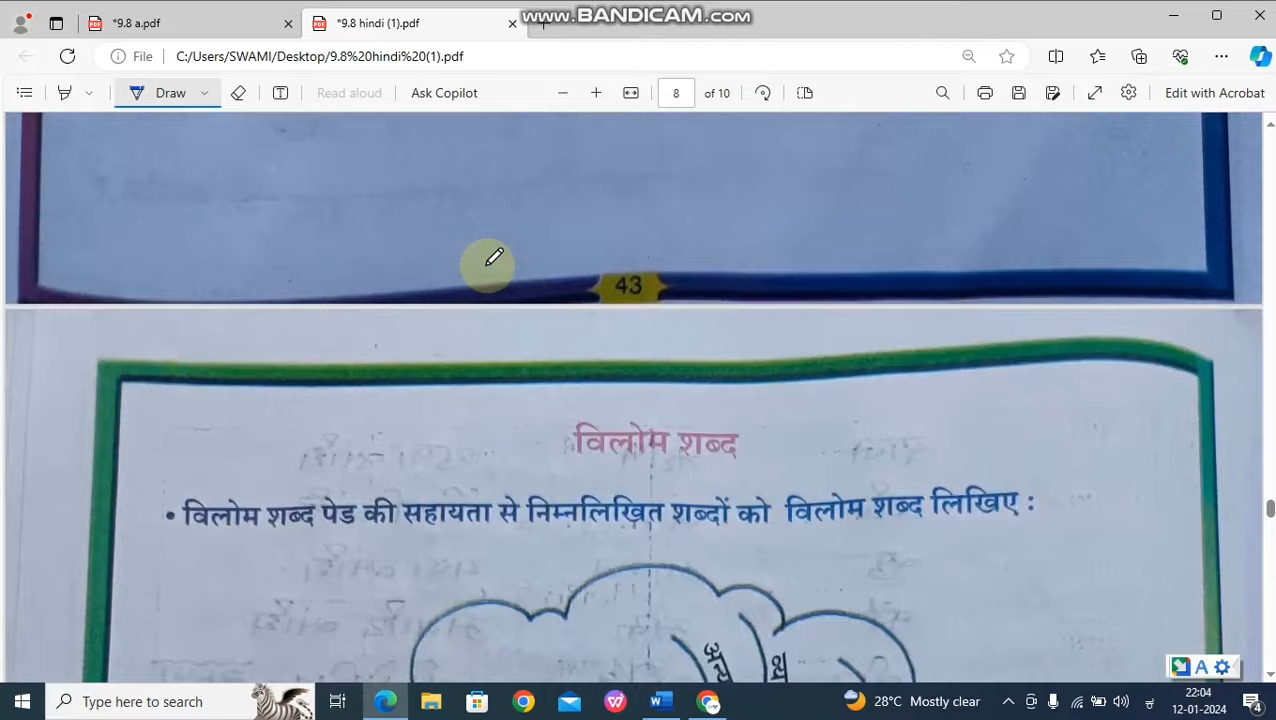 www.BANDICAM.com
*9.8 a.pdf
*9.8 hindi (1).pdf
File
C:/Users/SWAMI/Desktop/9.8%20hindi%20(1).pdf
Draw
Read aloud
Ask Copilot
8
of 10
Edit with Acrobat
43
विलोम शब्द
• विलोम शब्द पेड की सहायता से निम्नलिखित शब्दों को विलोम शब्द लिखिए :
Type here to search
28°C Mostly clear
22:04
12-01-2024
4